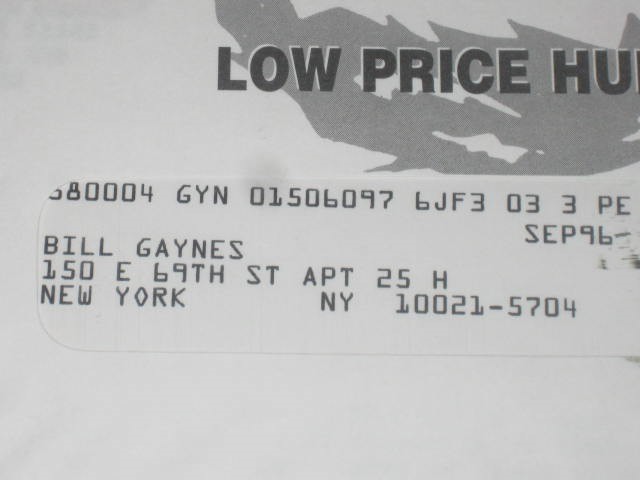 LOW PRICE HU
380004 GYN 01506097 6JF3 03 3 PE
SEP96-
BILL GAYNES
150 E 69TH ST APT 25 H
NEW YORK NY 10021-5704